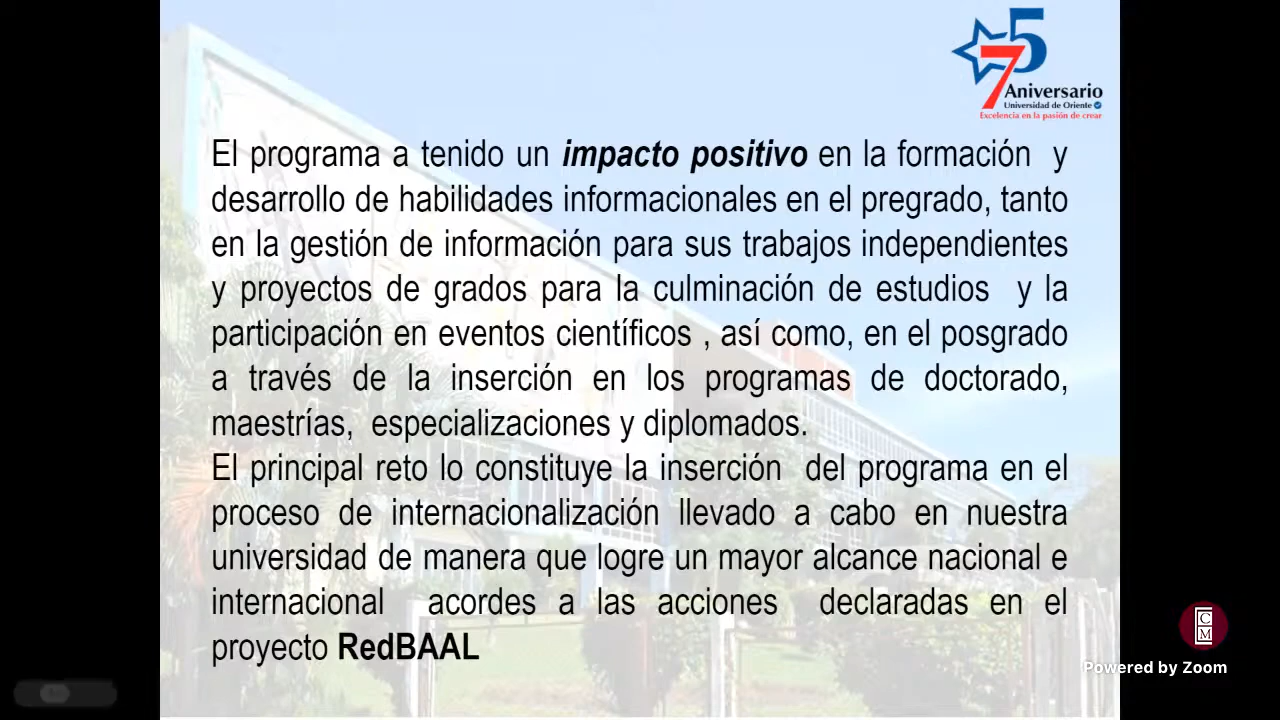 75
Aniversario
Universidad de Oriente
Excelencia en la pasión de crear
El programa a tenido un impacto positivo en la formación y
desarrollo de habilidades informacionales en el pregrado, tanto
en la gestión de información para sus trabajos independientes
y proyectos de grados para la culminación de estudios y la
participación en eventos científicos , así como, en el posgrado
a través de la inserción en los programas de doctorado,
maestrías, especializaciones y diplomados.
El principal reto lo constituye la inserción del programa en el
proceso de internacionalización llevado a cabo en nuestra
universidad de manera que logre un mayor alcance nacional e
internacional acordes a las acciones declaradas en el
proyecto RedBAAL
CM
Powered by Zoom